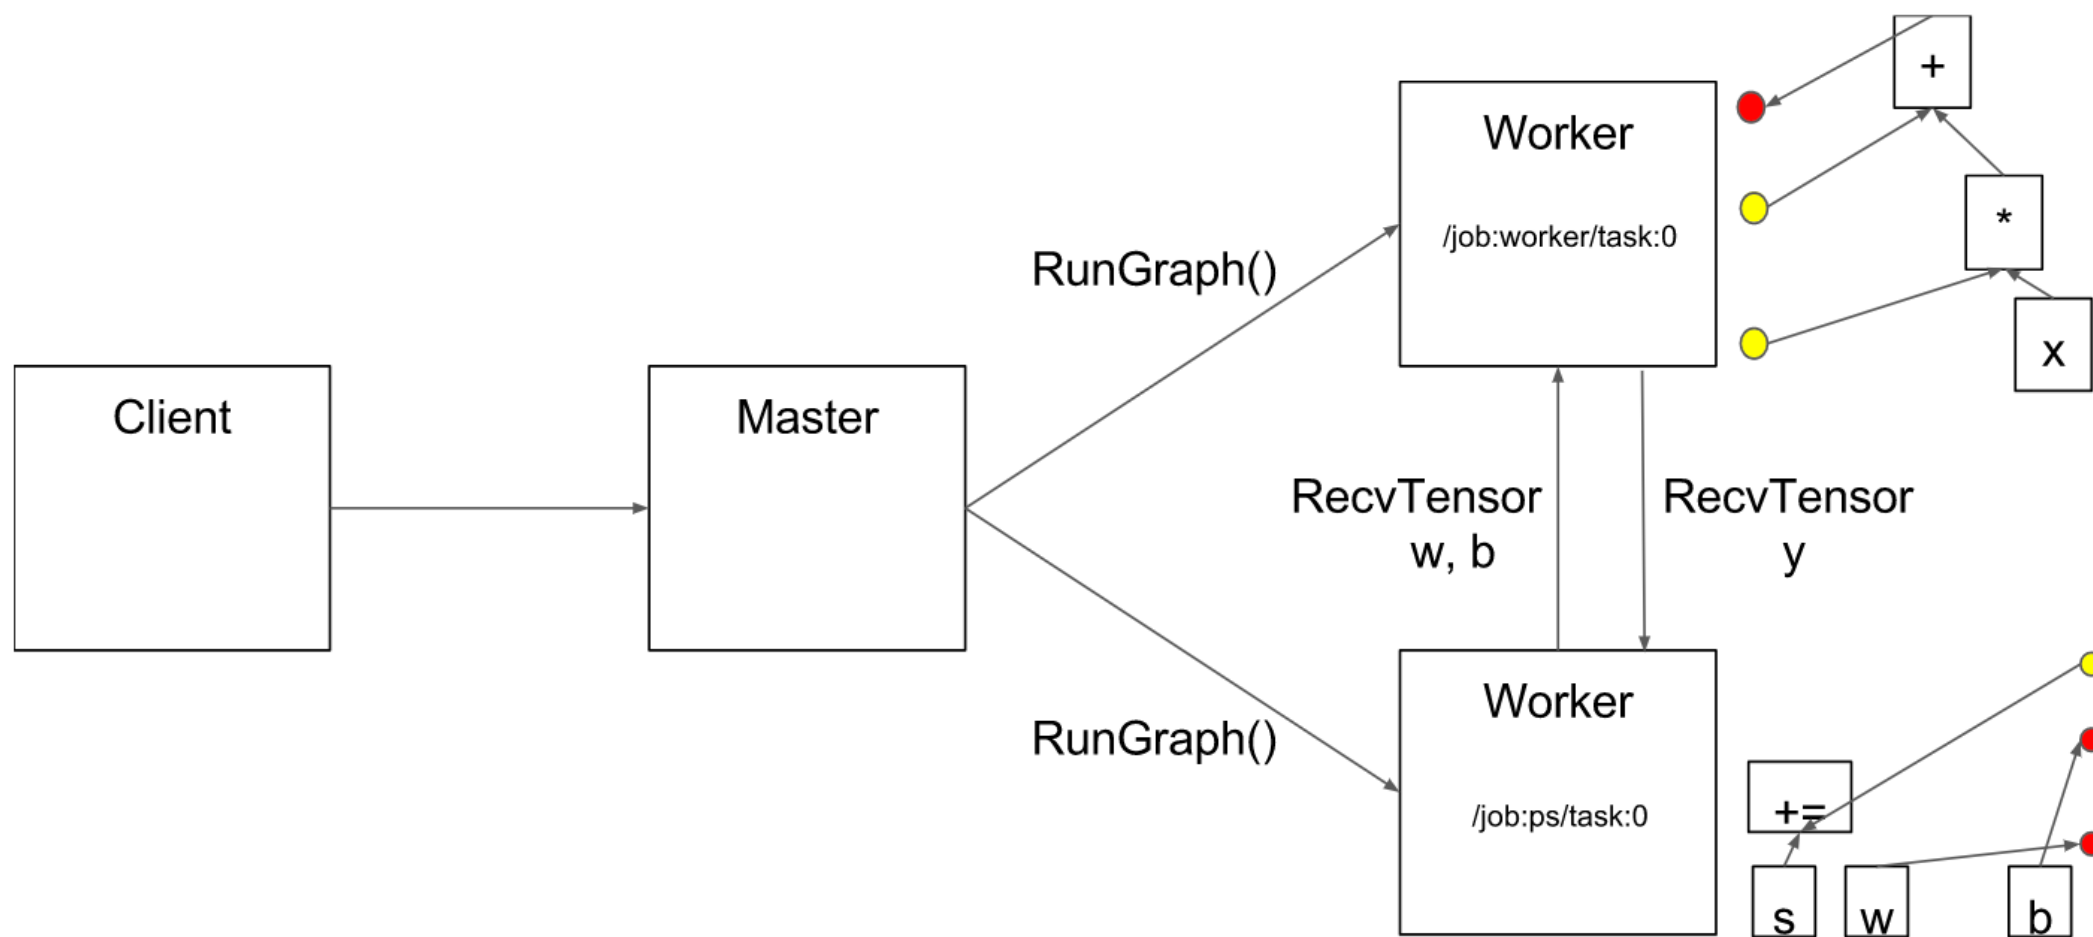 +
Worker
*
/job:worker/task:0
RunGraph()
x
Client
Master
RecvTensor
w, b
RecvTensor
y
Worker
RunGraph()
/job:ps/task:0
+=
s
w
b